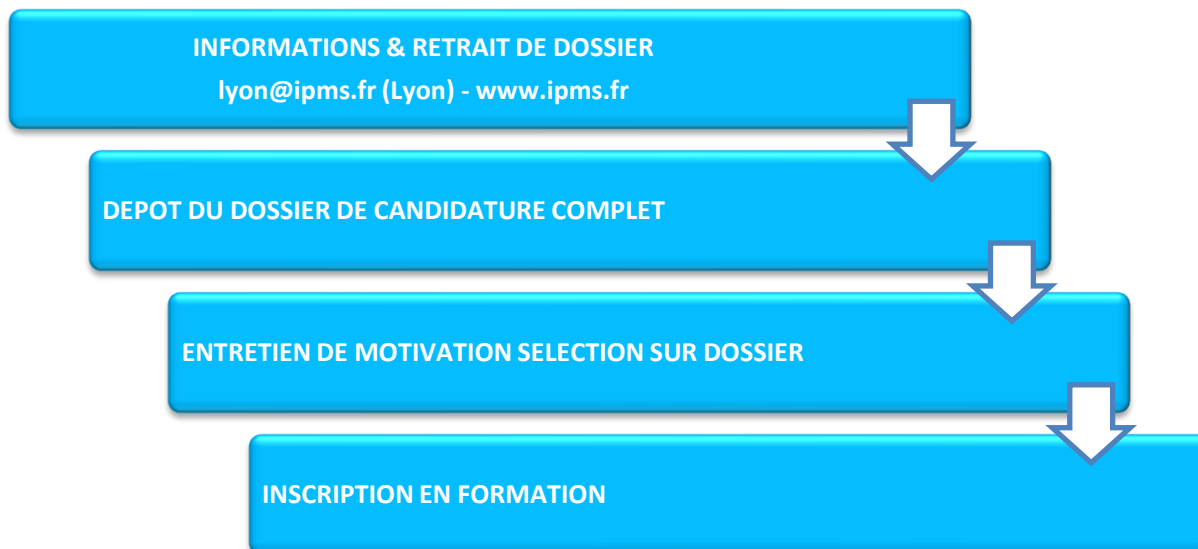 INFORMATIONS & RETRAIT DE DOSSIER
lyon@ipms.fr (Lyon) - www.ipms.fr
DEPOT DU DOSSIER DE CANDIDATURE COMPLET
ENTRETIEN DE MOTIVATION SELECTION SUR DOSSIER
INSCRIPTION EN FORMATION